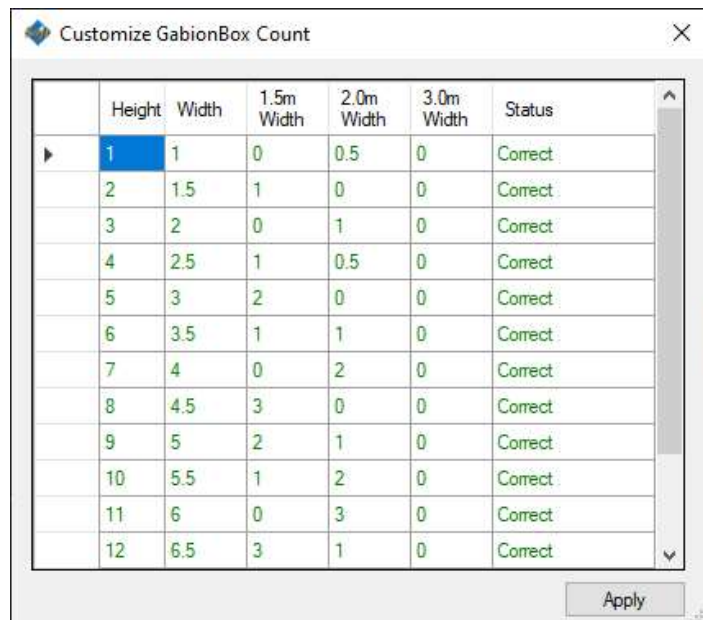 Customize GabionBox Count
Height Width 1.5m Width 2.0m Width 3.0m Width Status
1 1 0 0.5 0 Correct
2 1.5 1 0 0 Correct
3 2 0 1 0 Correct
4 2.5 1 0.5 0 Correct
5 3 2 0 0 Correct
6 3.5 1 1 0 Correct
7 4 0 2 0 Correct
8 4.5 3 0 0 Correct
9 5 2 1 0 Correct
10 5.5 1 2 0 Correct
11 6 0 3 0 Correct
12 6.5 3 1 0 Correct
Apply